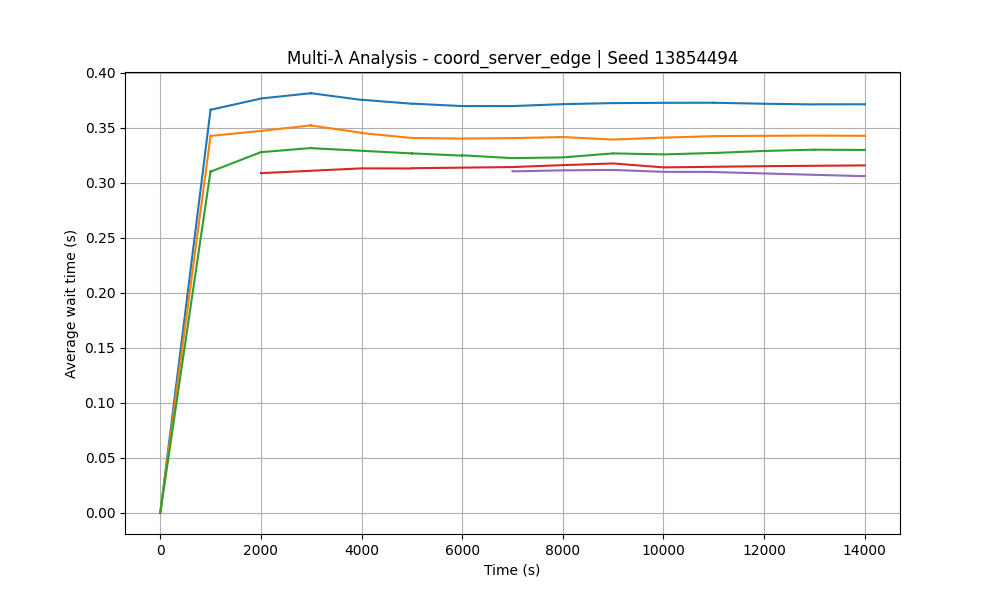 Multi-λ Analysis - coord_server_edge | Seed 13854494
Average wait time (s)
0.40
0.35
0.30
0.25
0.20
0.15
0.10
0.05
0.00
0 2000 4000 6000 8000 10000 12000 14000
Time (s)